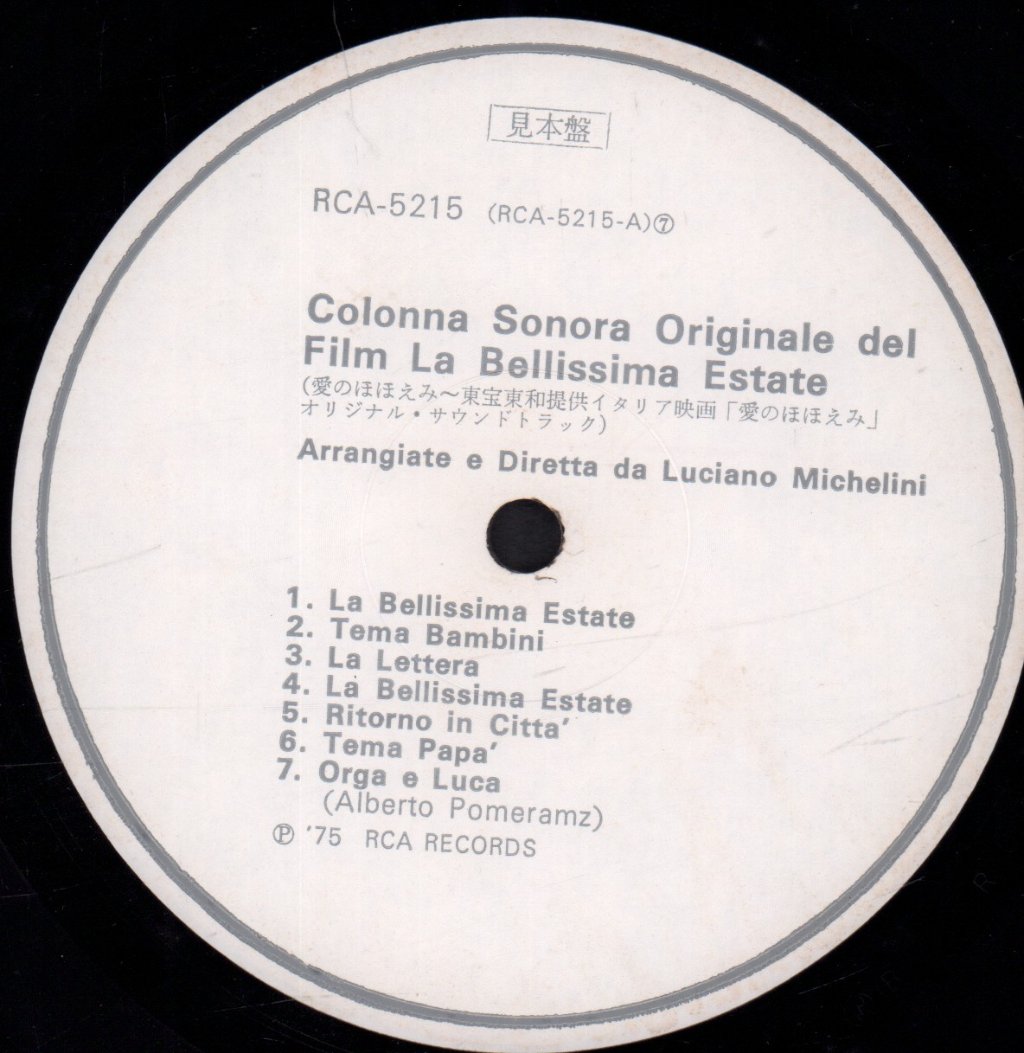 見本盤
RCA-5215 (RCA-5215-A)⑦
Colonna Sonora Originale del
Film La Bellissima Estate
(愛のほほえみ〜東宝東和提供イタリア映画「愛のほほえみ」
オリジナル・サウンドトラック)
Arrangiate e Diretta da Luciano Michelini
1. La Bellissima Estate
2. Tema Bambini
3. La Lettera
4. La Bellissima Estate
5. Ritorno in Citta'
6. Tema Papa'
7. Orga e Luca
(Alberto Pomeramz)
Ⓟ '75 RCA RECORDS